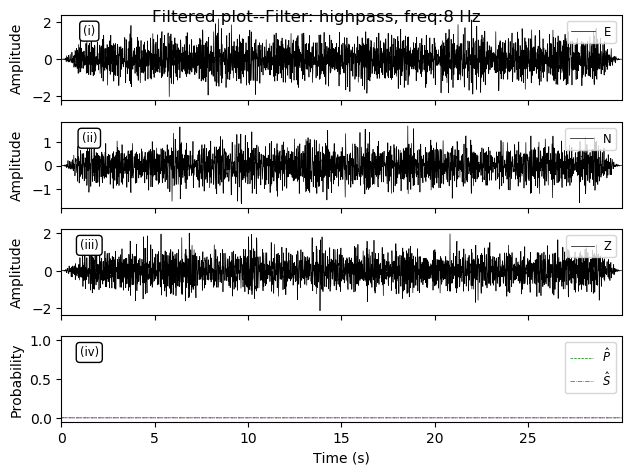 Filtered plot--Filter: highpass, freq:8 Hz
(i)
E
Amplitude
2
0
−2
(ii)
N
Amplitude
1
0
−1
(iii)
Z
Amplitude
2
0
−2
(iv)
P̂
Ŝ
Probability
1.0
0.5
0.0
0 5 10 15 20 25
Time (s)